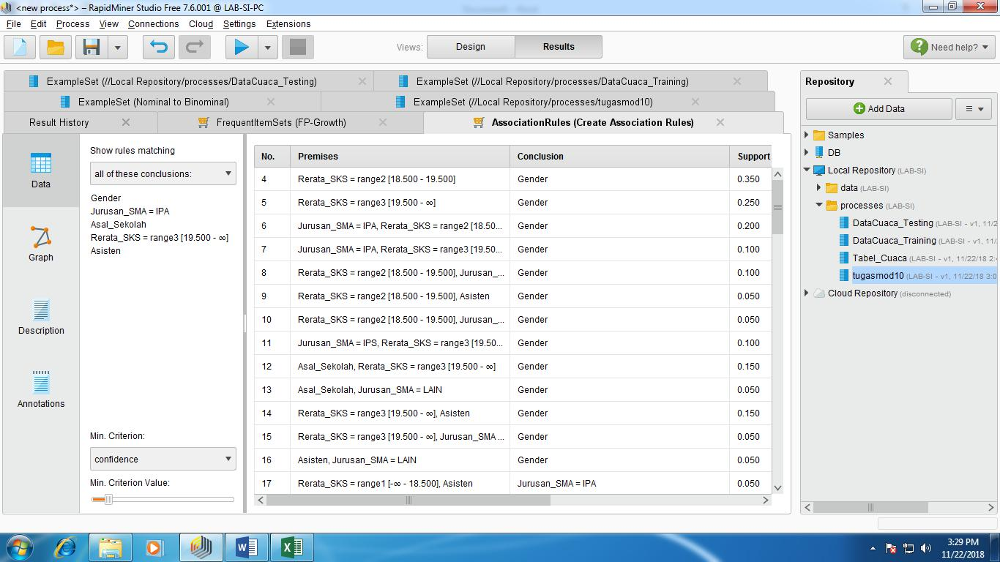 <new process*> – RapidMiner Studio Free 7.6.001 @ LAB-SI-PC
File Edit Process View Connections Cloud Settings Extensions
Views: Design Results Need help?
ExampleSet (///Local Repository/processes/DataCuaca_Testing) ExampleSet (//Local Repository/processes/DataCuaca_Training)
ExampleSet (Nominal to Binominal) ExampleSet (//Local Repository/processes/tugasmod10)
Result History FrequentItemSets (FP-Growth) AssociationRules (Create Association Rules)
Data
Graph
Description
Annotations
Show rules matching
all of these conclusions:
Gender
Jurusan_SMA = IPA
Asal_Sekolah
Rerata_SKS = range3 [19.500 - ∞]
Asisten
Min. Criterion:
confidence
Min. Criterion Value:
No. Premises Conclusion Support
4 Rerata_SKS = range2 [18.500 - 19.500] Gender 0.350
5 Rerata_SKS = range3 [19.500 - ∞] Gender 0.250
6 Jurusan_SMA = IPA, Rerata_SKS = range2 [18.50... Gender 0.200
7 Jurusan_SMA = IPA, Rerata_SKS = range3 [19.50... Gender 0.100
8 Rerata_SKS = range2 [18.500 - 19.500], Jurusan_... Gender 0.100
9 Rerata_SKS = range2 [18.500 - 19.500], Asisten Gender 0.050
10 Rerata_SKS = range2 [18.500 - 19.500], Jurusan_... Gender 0.050
11 Jurusan_SMA = IPS, Rerata_SKS = range3 [19.50... Gender 0.100
12 Asal_Sekolah, Rerata_SKS = range3 [19.500 - ∞] Gender 0.150
13 Asal_Sekolah, Jurusan_SMA = LAIN Gender 0.050
14 Rerata_SKS = range3 [19.500 - ∞], Asisten Gender 0.150
15 Rerata_SKS = range3 [19.500 - ∞], Jurusan_SMA ... Gender 0.050
16 Asisten, Jurusan_SMA = LAIN Gender 0.050
17 Rerata_SKS = range1 [-∞ - 18.500], Asisten Jurusan_SMA = IPA 0.050
Repository
Add Data
Samples
DB
Local Repository (LAB-SI)
data (LAB-SI)
processes (LAB-SI)
DataCuaca_Testing (LAB-SI - v1, 11/2
DataCuaca_Training (LAB-SI - v1, 11/
Tabel_Cuaca (LAB-SI - v1, 11/22/18 2:4
tugasmod10 (LAB-SI - v1, 11/22/18 3:0
Cloud Repository (disconnected)
3:29 PM
11/22/2018